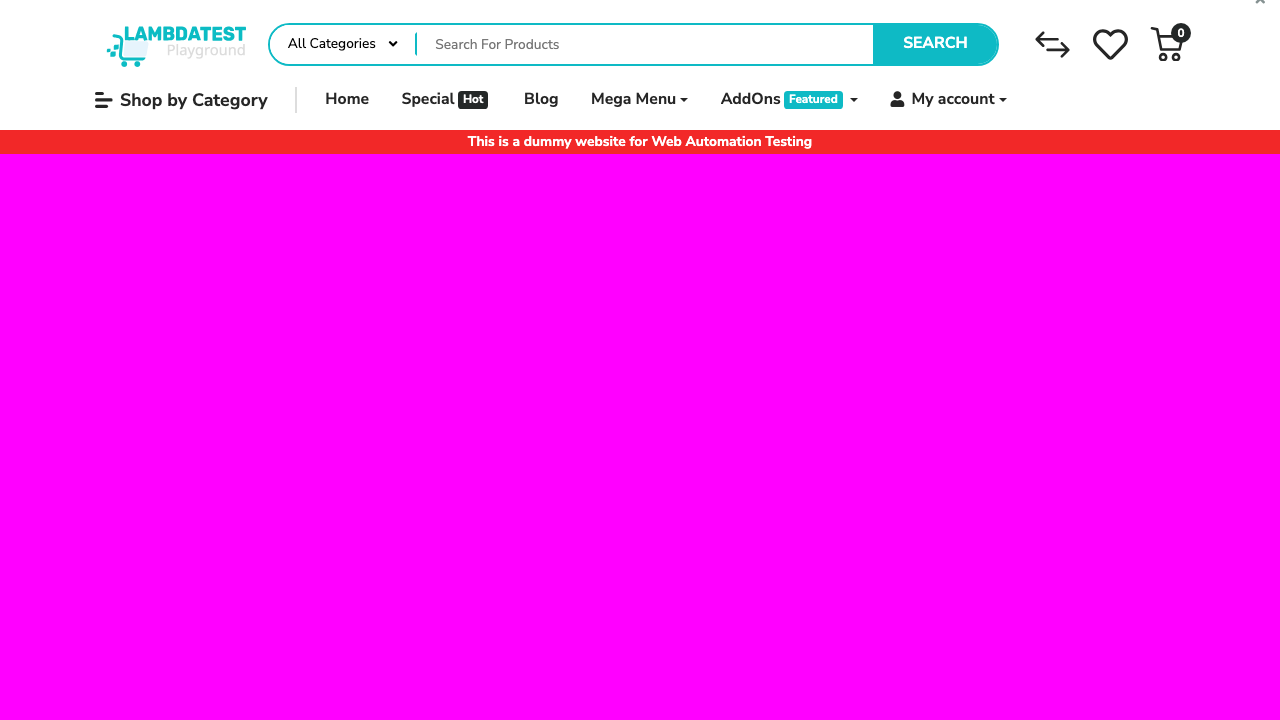 LAMBDATEST
Playground
All Categories
Search For Products
SEARCH
0
Shop by Category
Home
Special Hot
Blog
Mega Menu
AddOns Featured
My account
This is a dummy website for Web Automation Testing